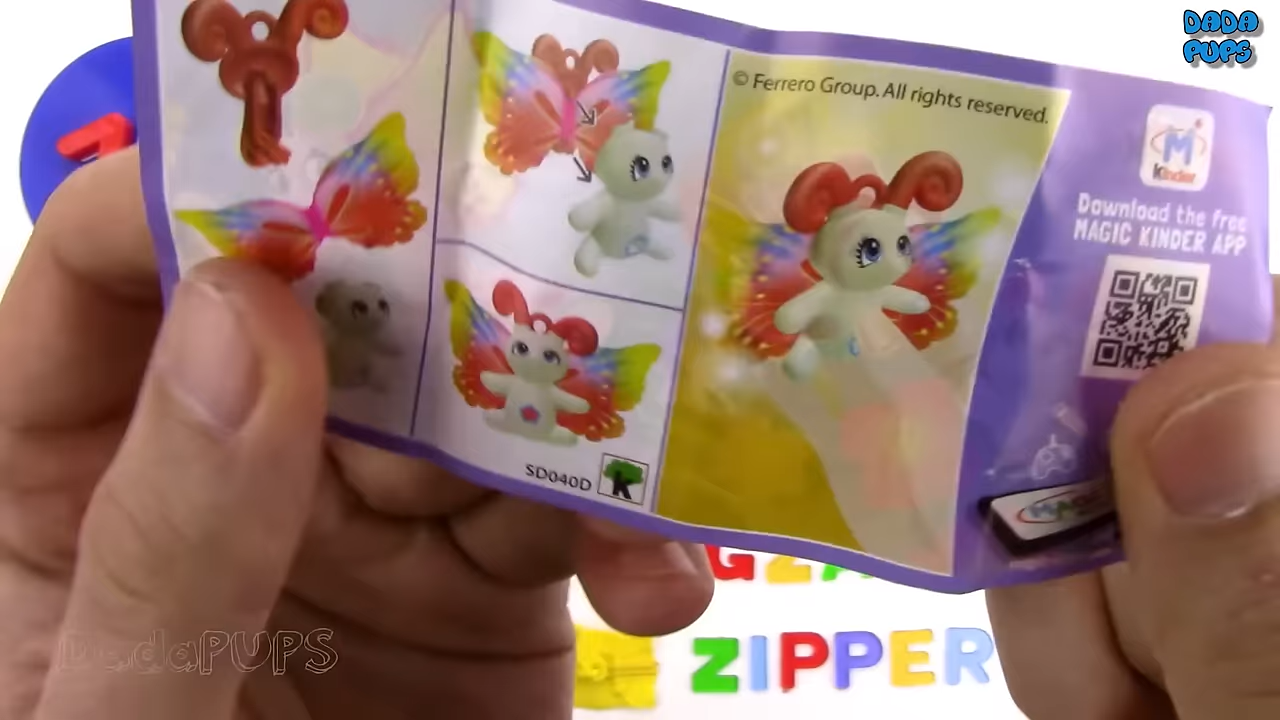 DADA
PUPS
© Ferrero Group. All rights reserved.
M
kinder
Download the free
MAGIC KINDER APP
SD040D
k
ZIPPER
DadaPUPS